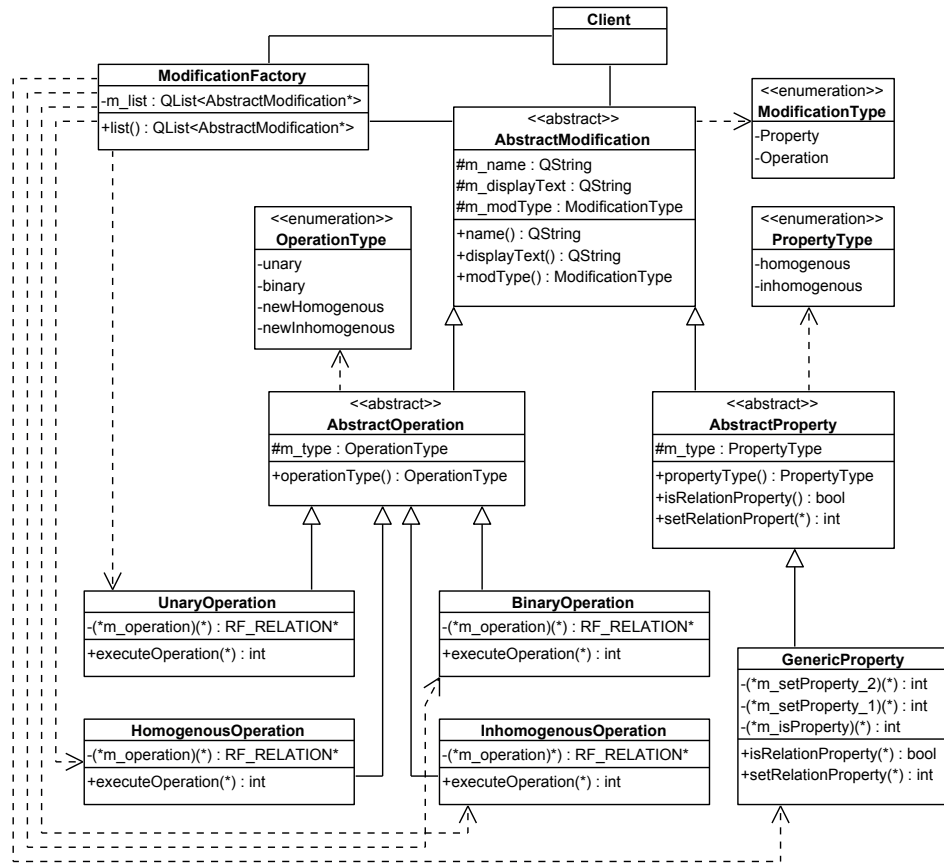 Client
ModificationFactory
-m_list : QList<AbstractModification*>
+list() : QList<AbstractModification*>
<<abstract>>
AbstractModification
#m_name : QString
#m_displayText : QString
#m_modType : ModificationType
+name() : QString
+displayText() : QString
+modType() : ModificationType
<<enumeration>>
ModificationType
-Property
-Operation
<<enumeration>>
OperationType
-unary
-binary
-newHomogenous
-newInhomogenous
<<enumeration>>
PropertyType
-homogenous
-inhomogenous
<<abstract>>
AbstractOperation
#m_type : OperationType
+operationType() : OperationType
<<abstract>>
AbstractProperty
#m_type : PropertyType
+propertyType() : PropertyType
+isRelationProperty() : bool
+setRelationPropert(*) : int
UnaryOperation
-(*m_operation)(*) : RF_RELATION*
+executeOperation(*) : int
BinaryOperation
-(*m_operation)(*) : RF_RELATION*
+executeOperation(*) : int
GenericProperty
-(*m_setProperty_2)(*) : int
-(*m_setProperty_1)(*) : int
-(*m_isProperty)(*) : int
+isRelationProperty(*) : bool
+setRelationProperty(*) : int
HomogenousOperation
-(*m_operation)(*) : RF_RELATION*
+executeOperation(*) : int
InhomogenousOperation
-(*m_operation)(*) : RF_RELATION*
+executeOperation(*) : int